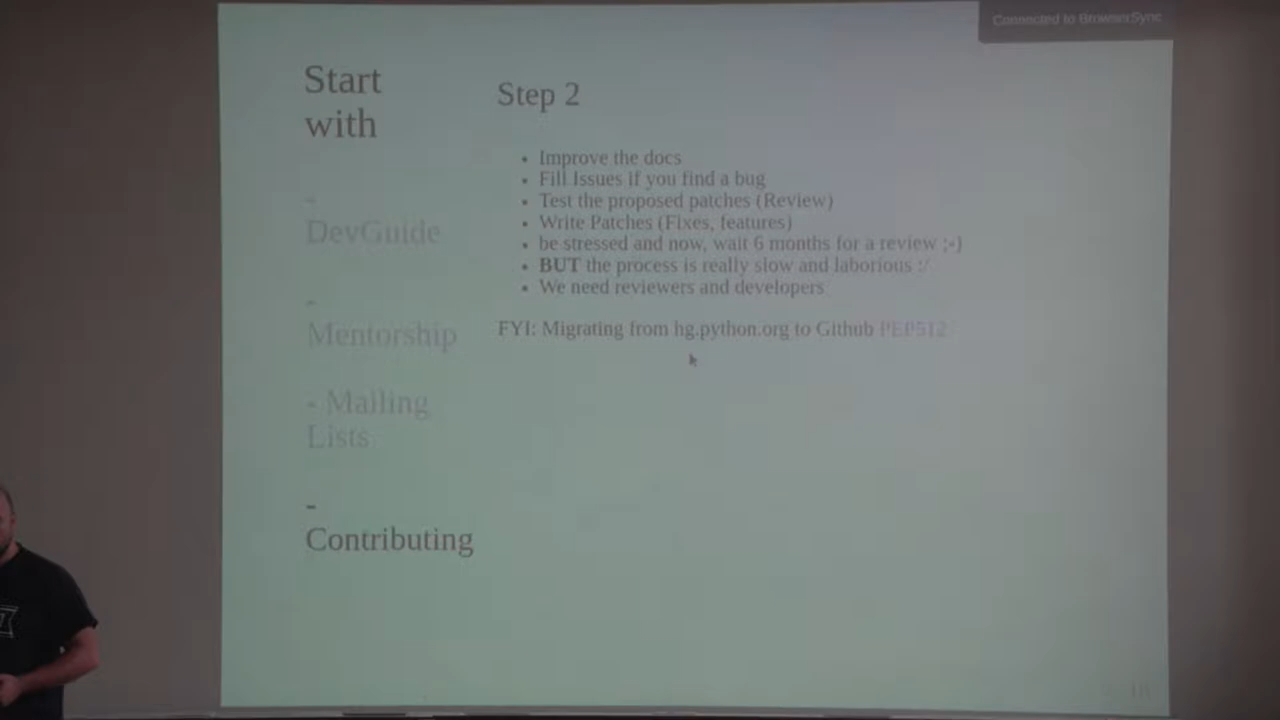 Connected to BrowserSync
Start
with
-
DevGuide
-
Mentorship
- Mailing
Lists
-
Contributing
Step 2
• Improve the docs
• Fill Issues if you find a bug
• Test the proposed patches (Review)
• Write Patches (Fixes, features)
• be stressed and now, wait 6 months for a review ;-)
• BUT the process is really slow and laborious :/
• We need reviewers and developers
FYI: Migrating from hg.python.org to Github PEP512